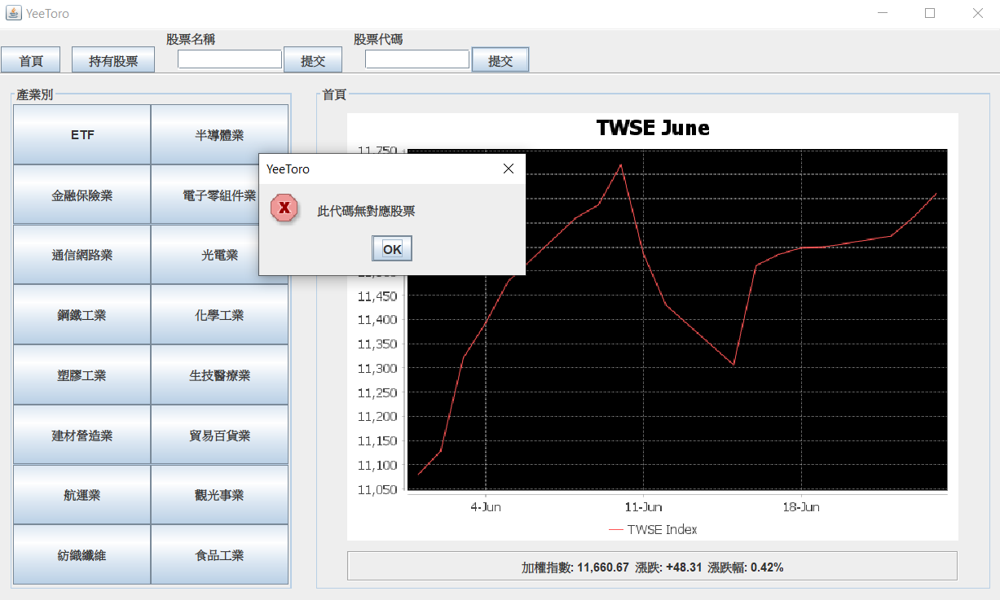 YeeToro
股票名稱
股票代碼
首頁
持有股票
提交
提交
產業別
ETF
半導體業
金融保險業
電子零組件業
通信網路業
光電業
鋼鐵工業
化學工業
塑膠工業
生技醫療業
建材營造業
貿易百貨業
航運業
觀光事業
紡織纖維
食品工業
首頁
TWSE June
11,750
YeeToro
X
此代碼無對應股票
OK
11,450
11,400
11,350
11,300
11,250
11,200
11,150
11,100
11,050
4-Jun
11-Jun
18-Jun
TWSE Index
加權指數: 11,660.67 漲跌: +48.31 漲跌幅: 0.42%